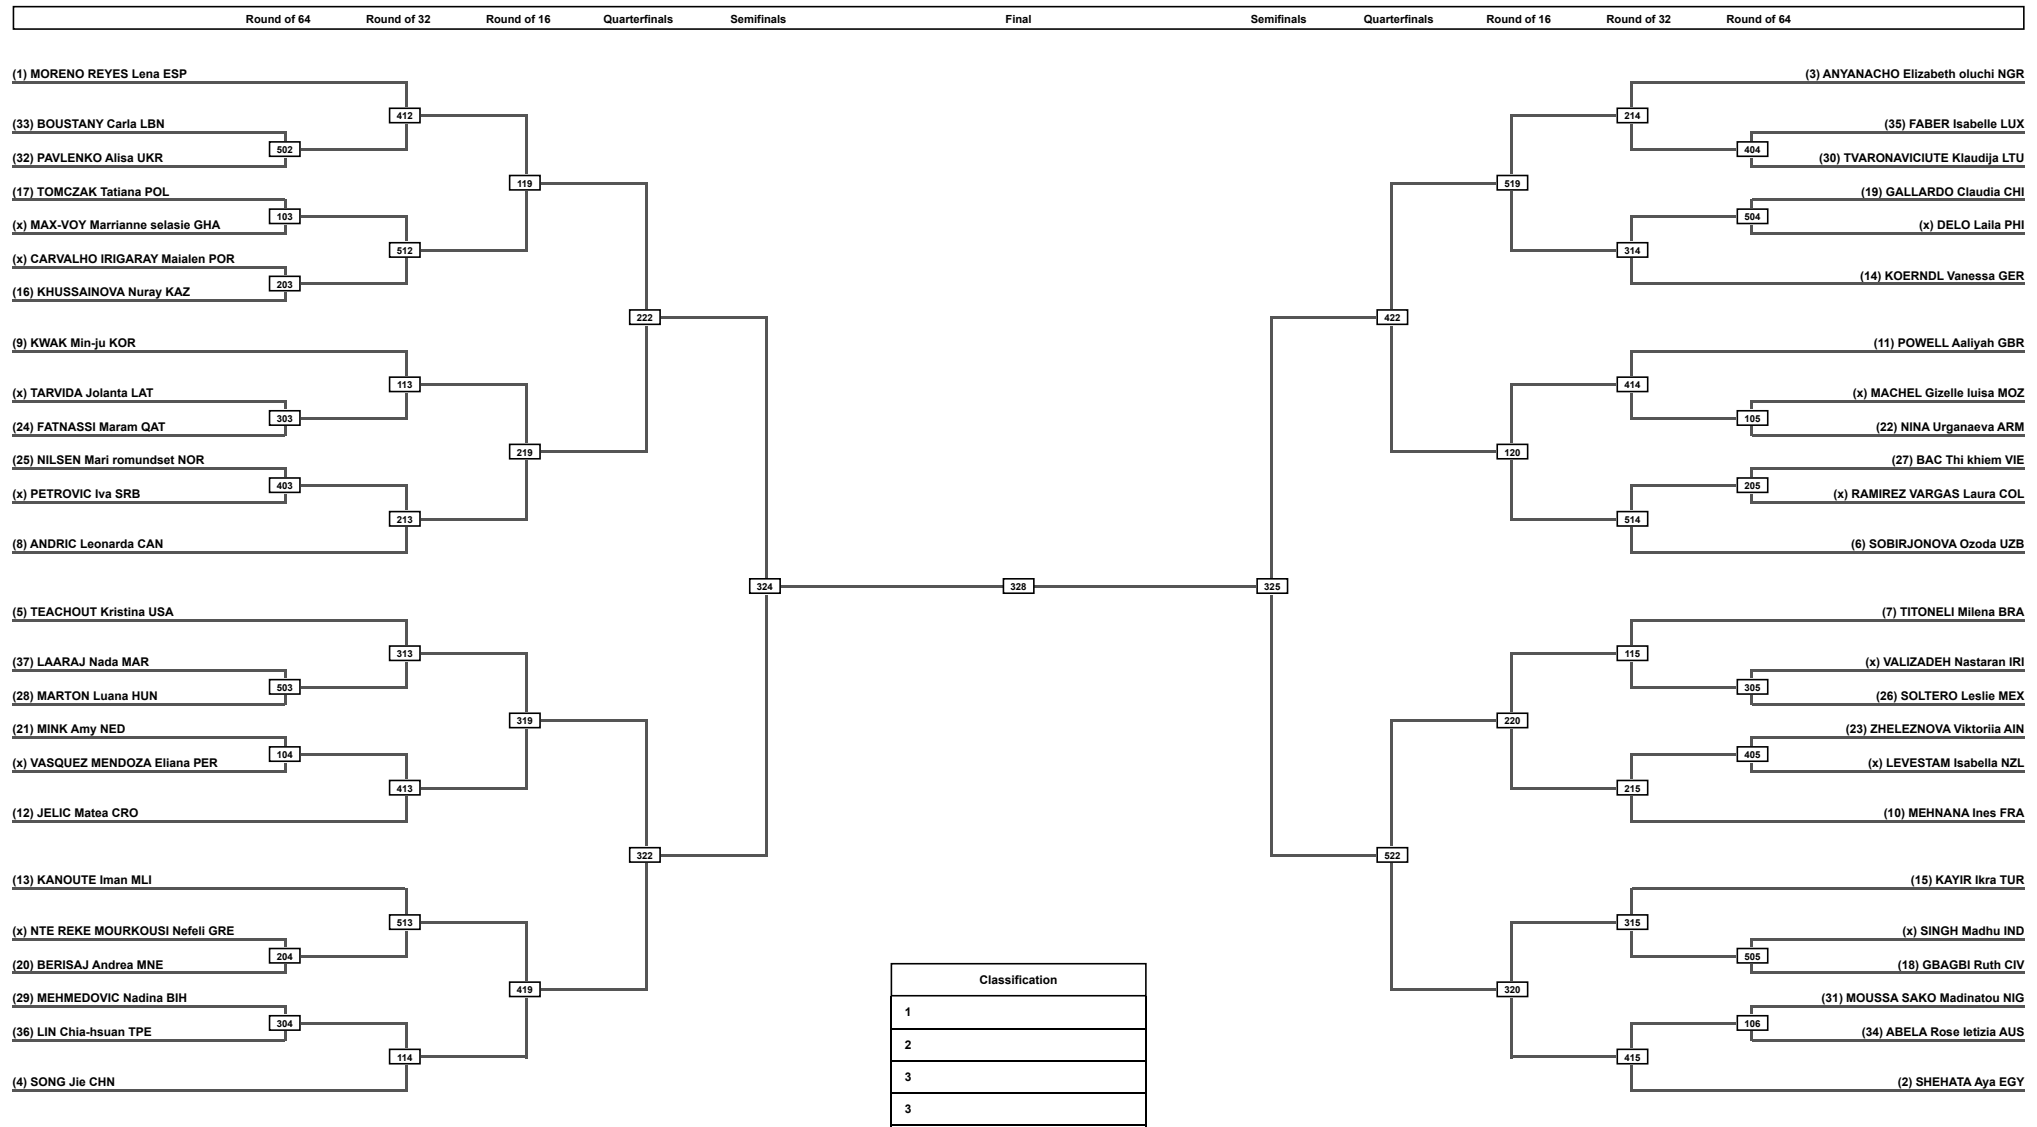 Round of 64 Round of 32 Round of 16 Quarterfinals Semifinals Final Semifinals Quarterfinals Round of 16 Round of 32 Round of 64
(1) MORENO REYES Lena ESP
412
(33) BOUSTANY Carla LBN
502
(32) PAVLENKO Alisa UKR
119
(17) TOMCZAK Tatiana POL
103
(x) MAX-VOY Marrianne selasie GHA
512
(x) CARVALHO IRIGARAY Maialen POR
203
(16) KHUSSAINOVA Nuray KAZ
222
(9) KWAK Min-ju KOR
113
(x) TARVIDA Jolanta LAT
303
(24) FATNASSI Maram QAT
219
(25) NILSEN Mari romundset NOR
403
(x) PETROVIC Iva SRB
213
(8) ANDRIC Leonarda CAN
324
(5) TEACHOUT Kristina USA
313
(37) LAARAJ Nada MAR
503
(28) MARTON Luana HUN
319
(21) MINK Amy NED
104
(x) VASQUEZ MENDOZA Eliana PER
413
(12) JELIC Matea CRO
322
(13) KANOUTE Iman MLI
513
(x) NTE REKE MOURKOUSI Nefeli GRE
204
(20) BERISAJ Andrea MNE
419
(29) MEHMEDOVIC Nadina BIH
304
(36) LIN Chia-hsuan TPE
114
(4) SONG Jie CHN
328
(3) ANYANACHO Elizabeth oluchi NGR
214
(35) FABER Isabelle LUX
404
(30) TVARONAVICIUTE Klaudija LTU
519
(19) GALLARDO Claudia CHI
504
(x) DELO Laila PHI
314
(14) KOERNDL Vanessa GER
422
(11) POWELL Aaliyah GBR
414
(x) MACHEL Gizelle luisa MOZ
105
(22) NINA Urganaeva ARM
120
(27) BAC Thi khiem VIE
205
(x) RAMIREZ VARGAS Laura COL
514
(6) SOBIRJONOVA Ozoda UZB
325
(7) TITONELI Milena BRA
115
(x) VALIZADEH Nastaran IRI
305
(26) SOLTERO Leslie MEX
220
(23) ZHELEZNOVA Viktoriia AIN
405
(x) LEVESTAM Isabella NZL
215
(10) MEHNANA Ines FRA
522
(15) KAYIR Ikra TUR
315
(x) SINGH Madhu IND
505
(18) GBAGBI Ruth CIV
320
(31) MOUSSA SAKO Madinatou NIG
106
(34) ABELA Rose letizia AUS
415
(2) SHEHATA Aya EGY
Classification
1
2
3
3